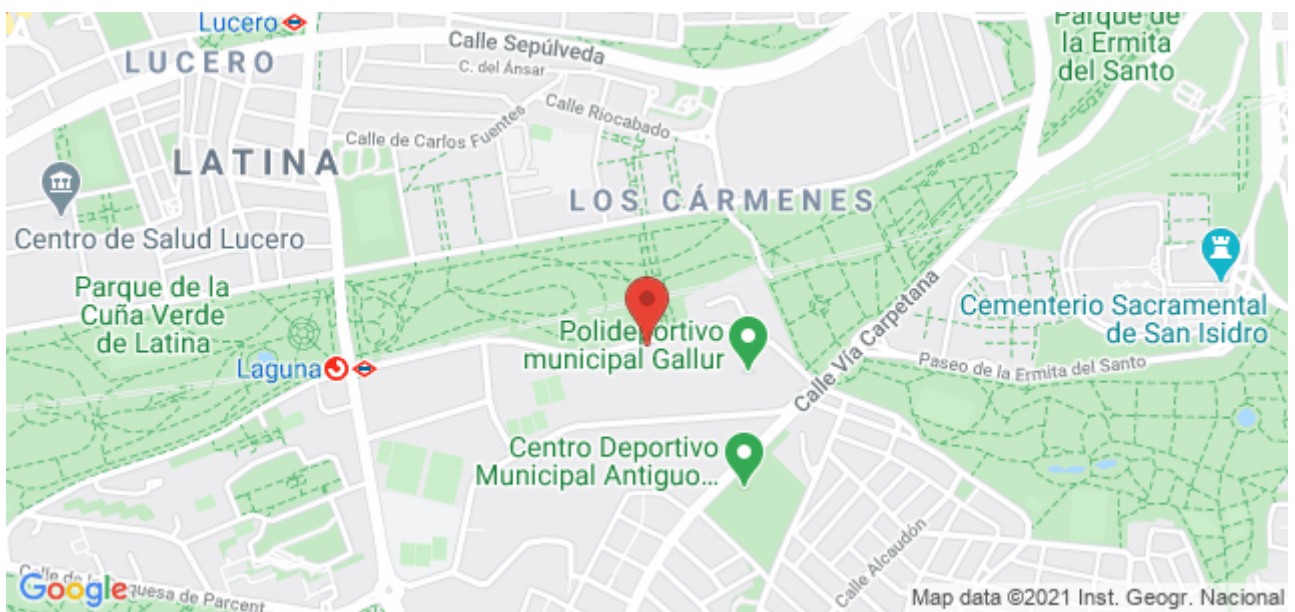 Lucero
LUCERO
Calle Sepúlveda
C. del Ánsar
Parque de
la Ermita
del Santo
Calle Riocabado
Calle de Carlos Fuentes
LATINA
LOS CÁRMENES
Centro de Salud Lucero
Parque de la
Cuña Verde
de Latina
Laguna
Polideportivo
municipal Gallur
Calle Vía Carpetana
Cementerio Sacramental
de San Isidro
Paseo de la Ermita del Santo
Centro Deportivo
Municipal Antiguo...
Calle Alcaudón
Google
quesa de Parcent
Map data ©2021 Inst. Geogr. Nacional